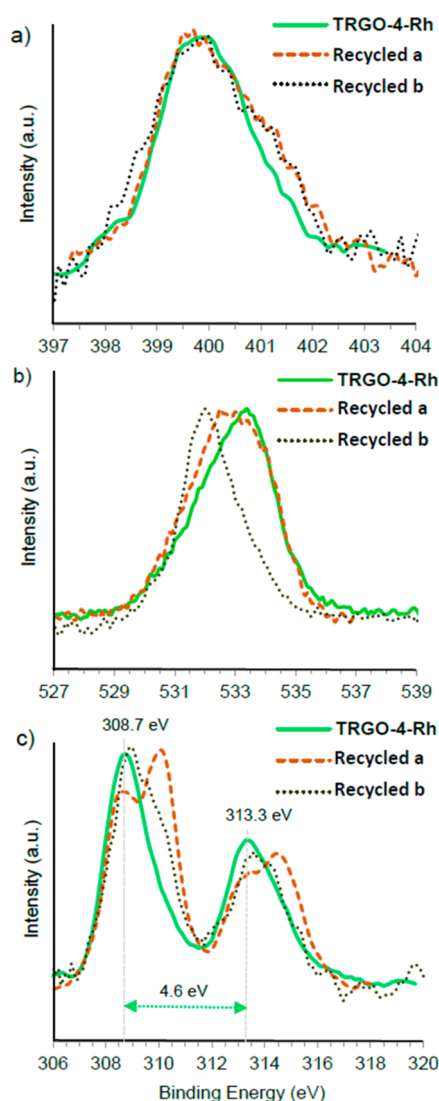 a)
TRGO-4-Rh
Recycled a
Recycled b
Intensity (a.u.)
397 398 399 400 401 402 403 404
b)
TRGO-4-Rh
Recycled a
Recycled b
Intensity (a.u.)
527 529 531 533 535 537 539
308.7 eV
c)
TRGO-4-Rh
Recycled a
Recycled b
313.3 eV
Intensity (a.u.)
4.6 eV
306 308 310 312 314 316 318 320
Binding Energy (eV)